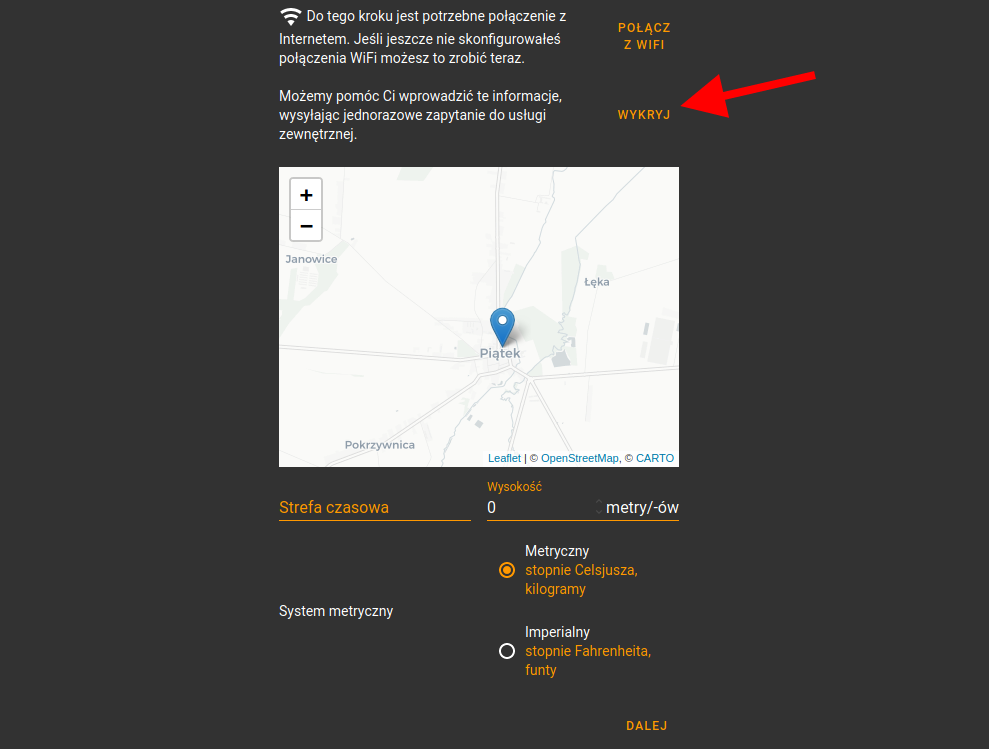 Do tego kroku jest potrzebne połączenie z
Internetem. Jeśli jeszcze nie skonfigurowałeś
połączenia WiFi możesz to zrobić teraz.
POŁĄCZ
Z WIFI
Możemy pomóc Ci wprowadzić te informacje,
wysyłając jednorazowe zapytanie do usługi
zewnętrznej.
WYKRYJ
+
−
Janowice
Łęka
Piątek
Pokrzywnica
Leaflet | © OpenStreetMap, © CARTO
Wysokość
Strefa czasowa
0 metry/-ów
Metryczny
stopnie Celsjusza,
kilogramy
System metryczny
Imperialny
stopnie Fahrenheita,
funty
DALEJ